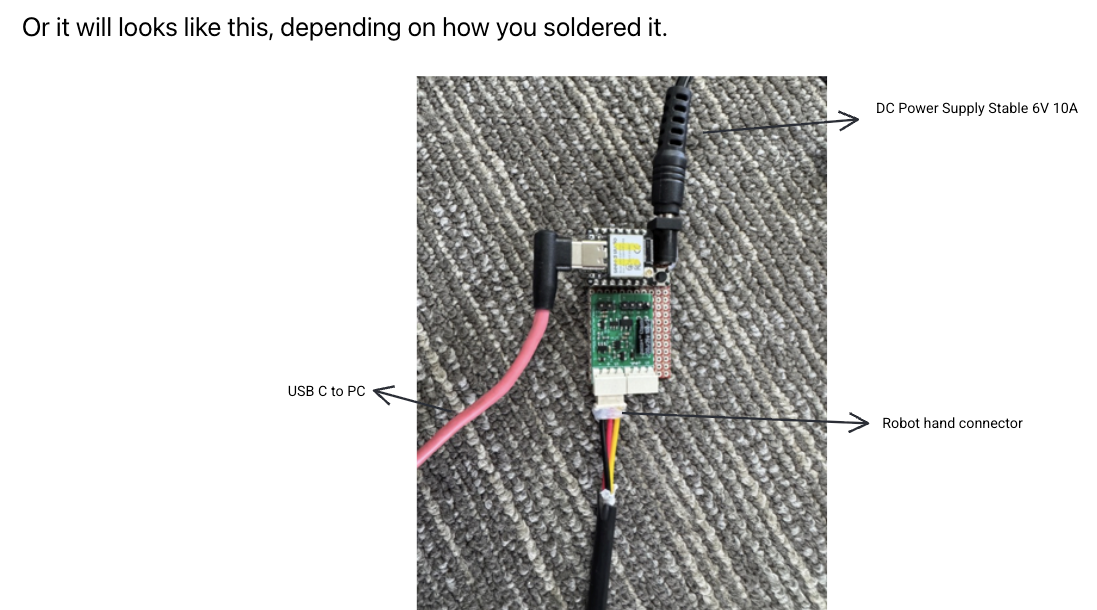 Or it will looks like this, depending on how you soldered it.
DC Power Supply Stable 6V 10A
USB C to PC
Robot hand connector